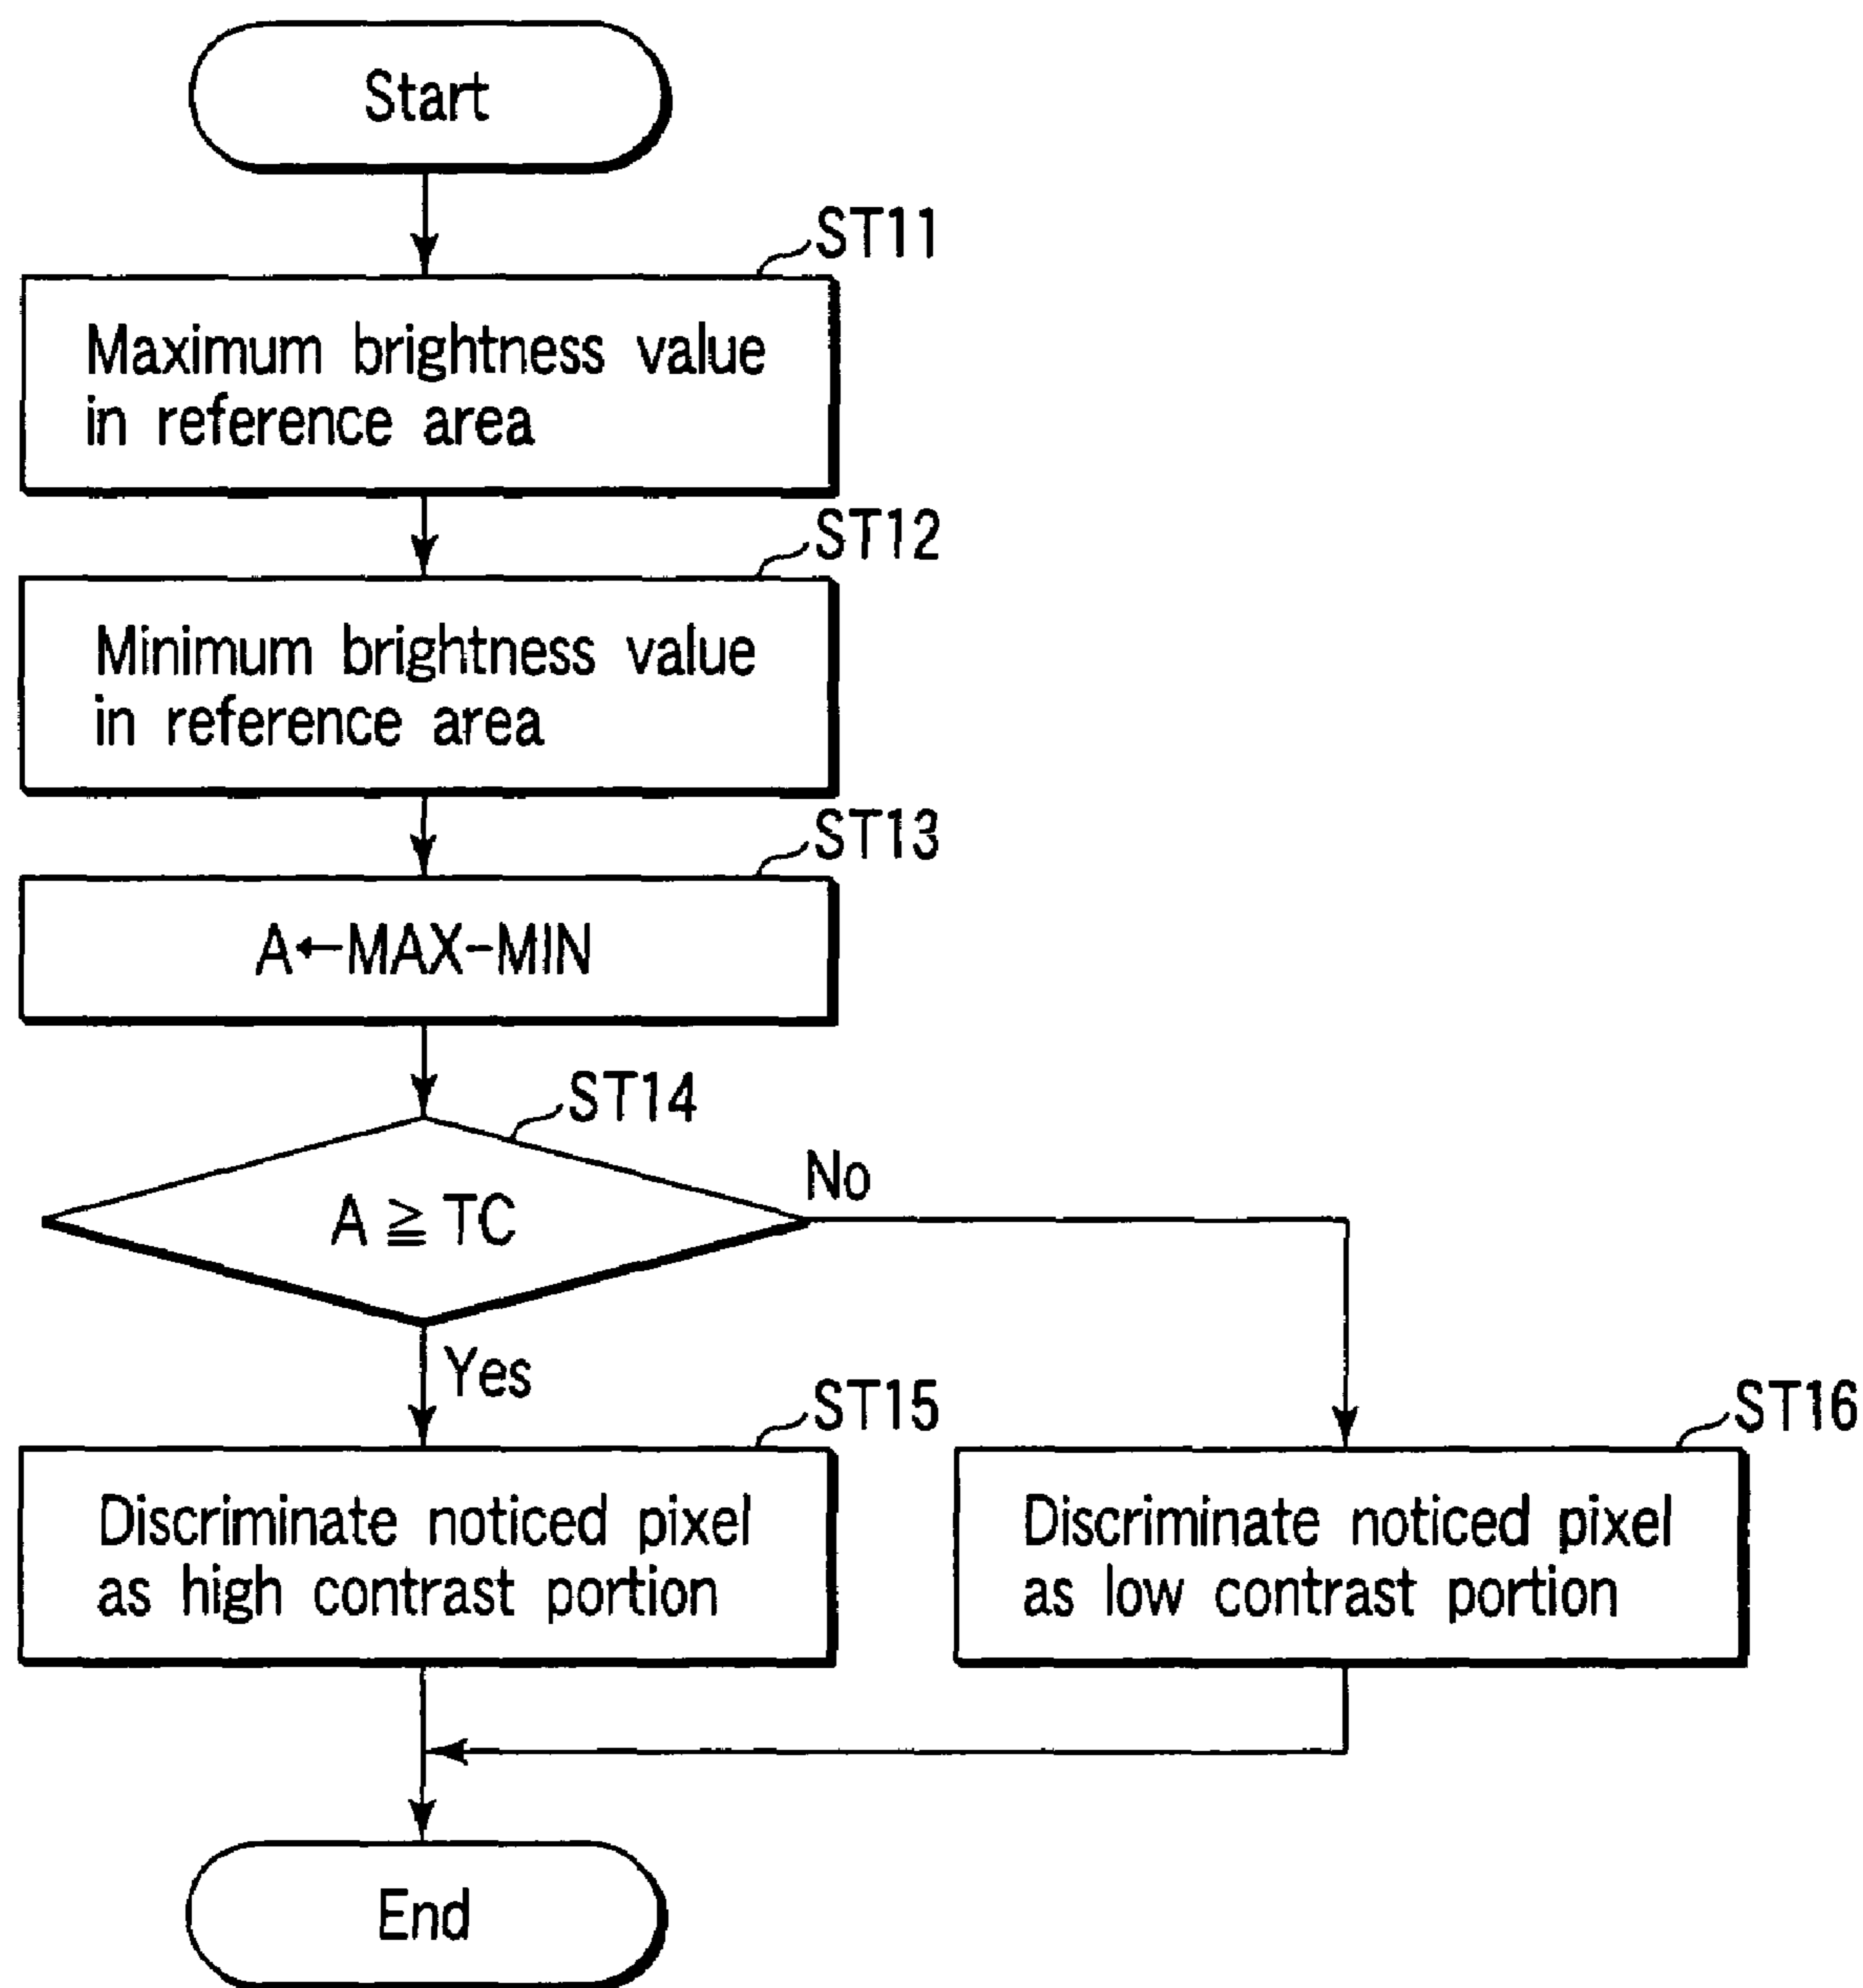 Start
ST11
Maximum brightness value
in reference area
ST12
Minimum brightness value
in reference area
ST13
A←MAX-MIN
ST14
A ≧ TC
No
Yes
ST15
Discriminate noticed pixel
as high contrast portion
ST16
Discriminate noticed pixel
as low contrast portion
End